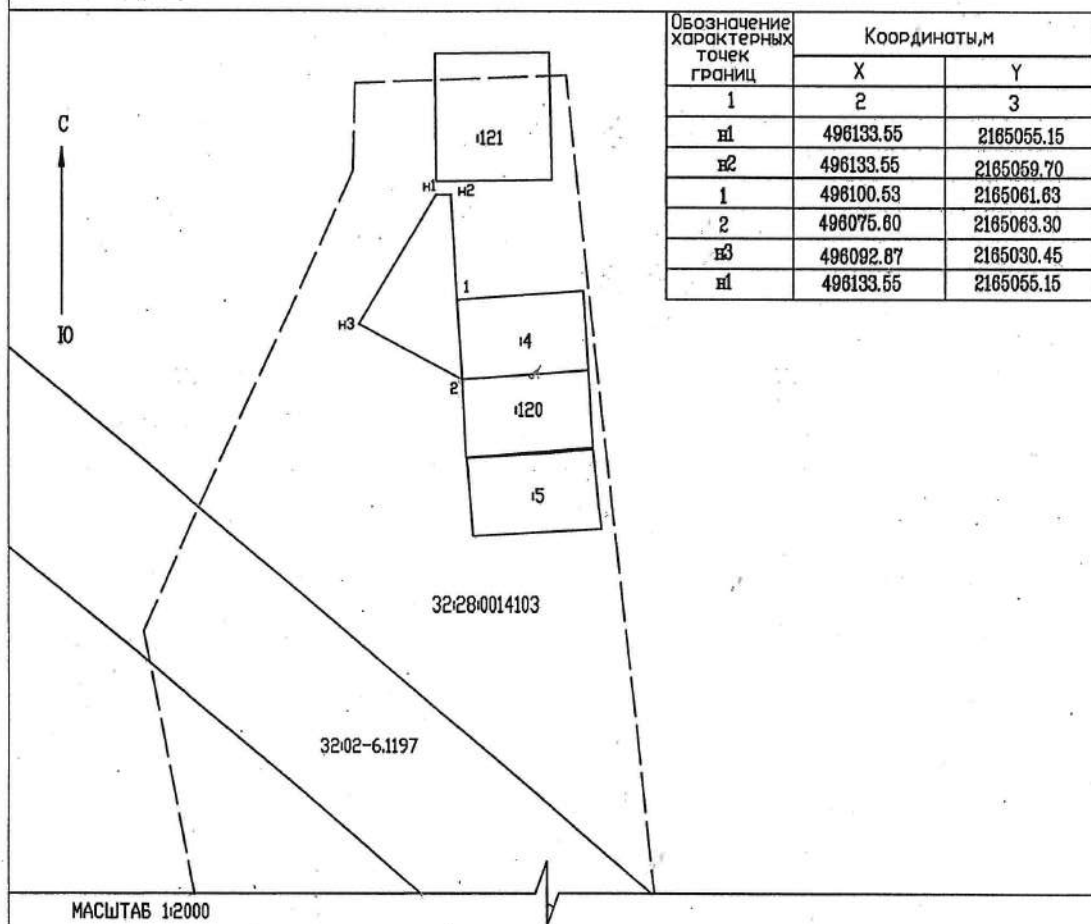 Обозначение характерных точек границ
Координаты,м
X Y
1 2 3
н1 496133.55 2165055.15
н2 496133.55 2165059.70
1 496100.53 2165061.63
2 496075.60 2165063.30
н3 496092.87 2165030.45
н1 496133.55 2165055.15
С
Ю
:121
н1 н2
1
н3
:4
2
:120
:5
32:28:0014103
32:02-6.1197
МАСШТАБ 1:2000